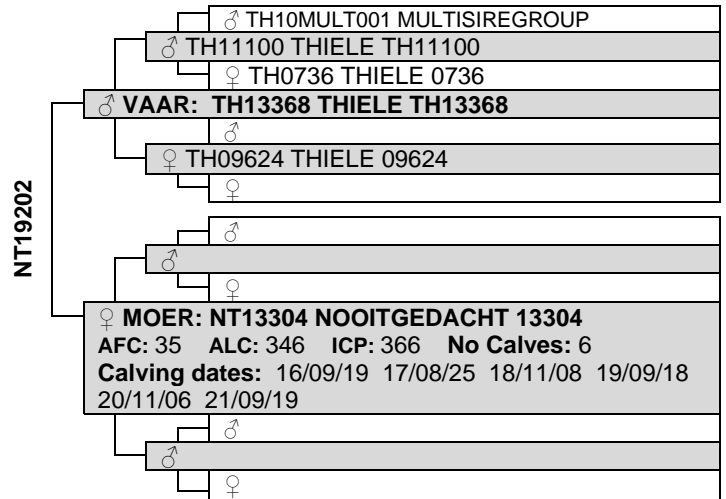 ♂ TH10MULT001 MULTISIREGROUP
♂ TH11100 THIELE TH11100
♀ TH0736 THIELE 0736
♂ VAAR: TH13368 THIELE TH13368
♂
♀ TH09624 THIELE 09624
♀
NT19202
♂
♂
♀
♀ MOER: NT13304 NOOITGEDACHT 13304
AFC: 35 ALC: 346 ICP: 366 No Calves: 6
Calving dates: 16/09/19 17/08/25 18/11/08 19/09/18
20/11/06 21/09/19
♂
♂
♀